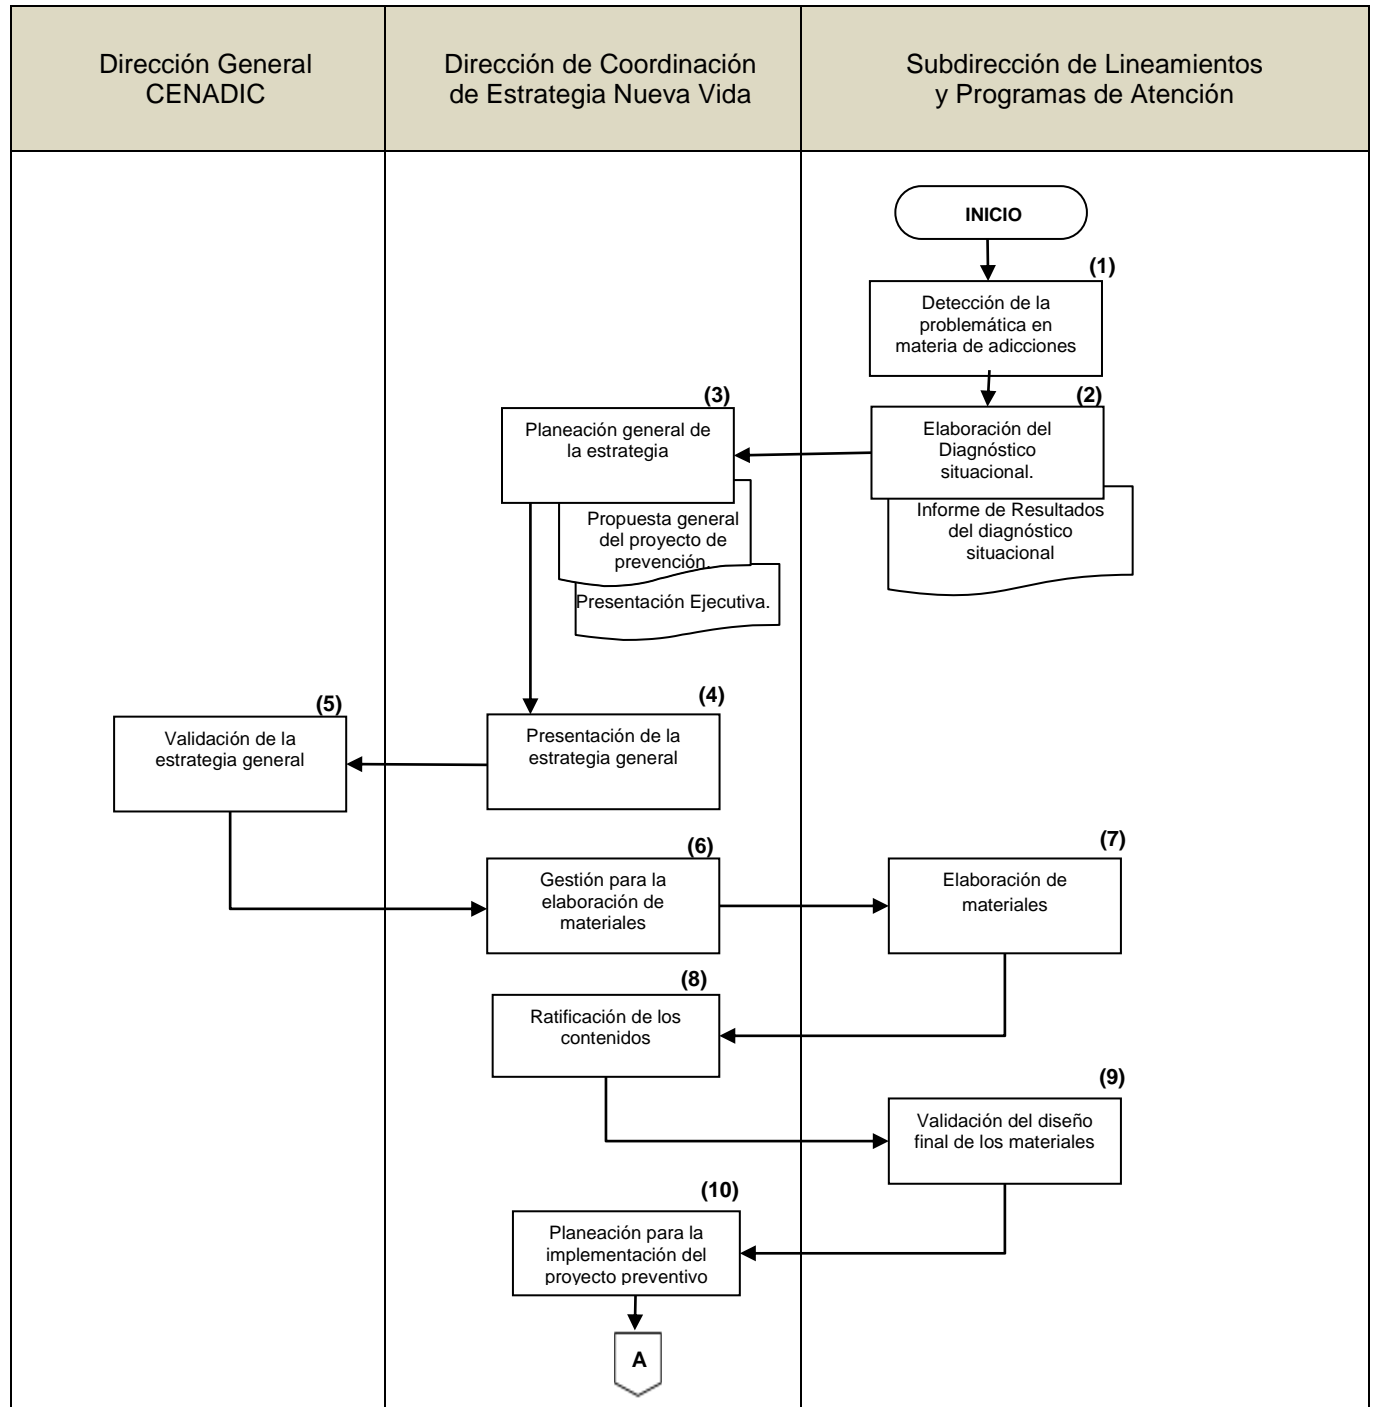 Dirección General
CENADIC
Dirección de Coordinación
de Estrategia Nueva Vida
Subdirección de Lineamientos
y Programas de Atención
INICIO
(1)
Detección de la
problemática en
materia de adicciones
(2)
Elaboración del
Diagnóstico
situacional.
Informe de Resultados
del diagnóstico
situacional
(3)
Planeación general de
la estrategia
Propuesta general
del proyecto de
prevención.
Presentación Ejecutiva.
(4)
Presentación de la
estrategia general
(5)
Validación de la
estrategia general
(6)
Gestión para la
elaboración de
materiales
(7)
Elaboración de
materiales
(8)
Ratificación de los
contenidos
(9)
Validación del diseño
final de los materiales
(10)
Planeación para la
implementación del
proyecto preventivo
A